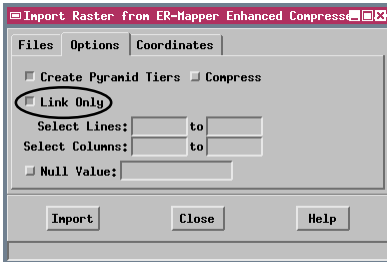 Import Raster from ER-Mapper Enhanced Compresse
Files Options Coordinates
Create Pyramid Tiers Compress
Link Only
Select Lines: to
Select Columns: to
Null Value:
Import Close Help